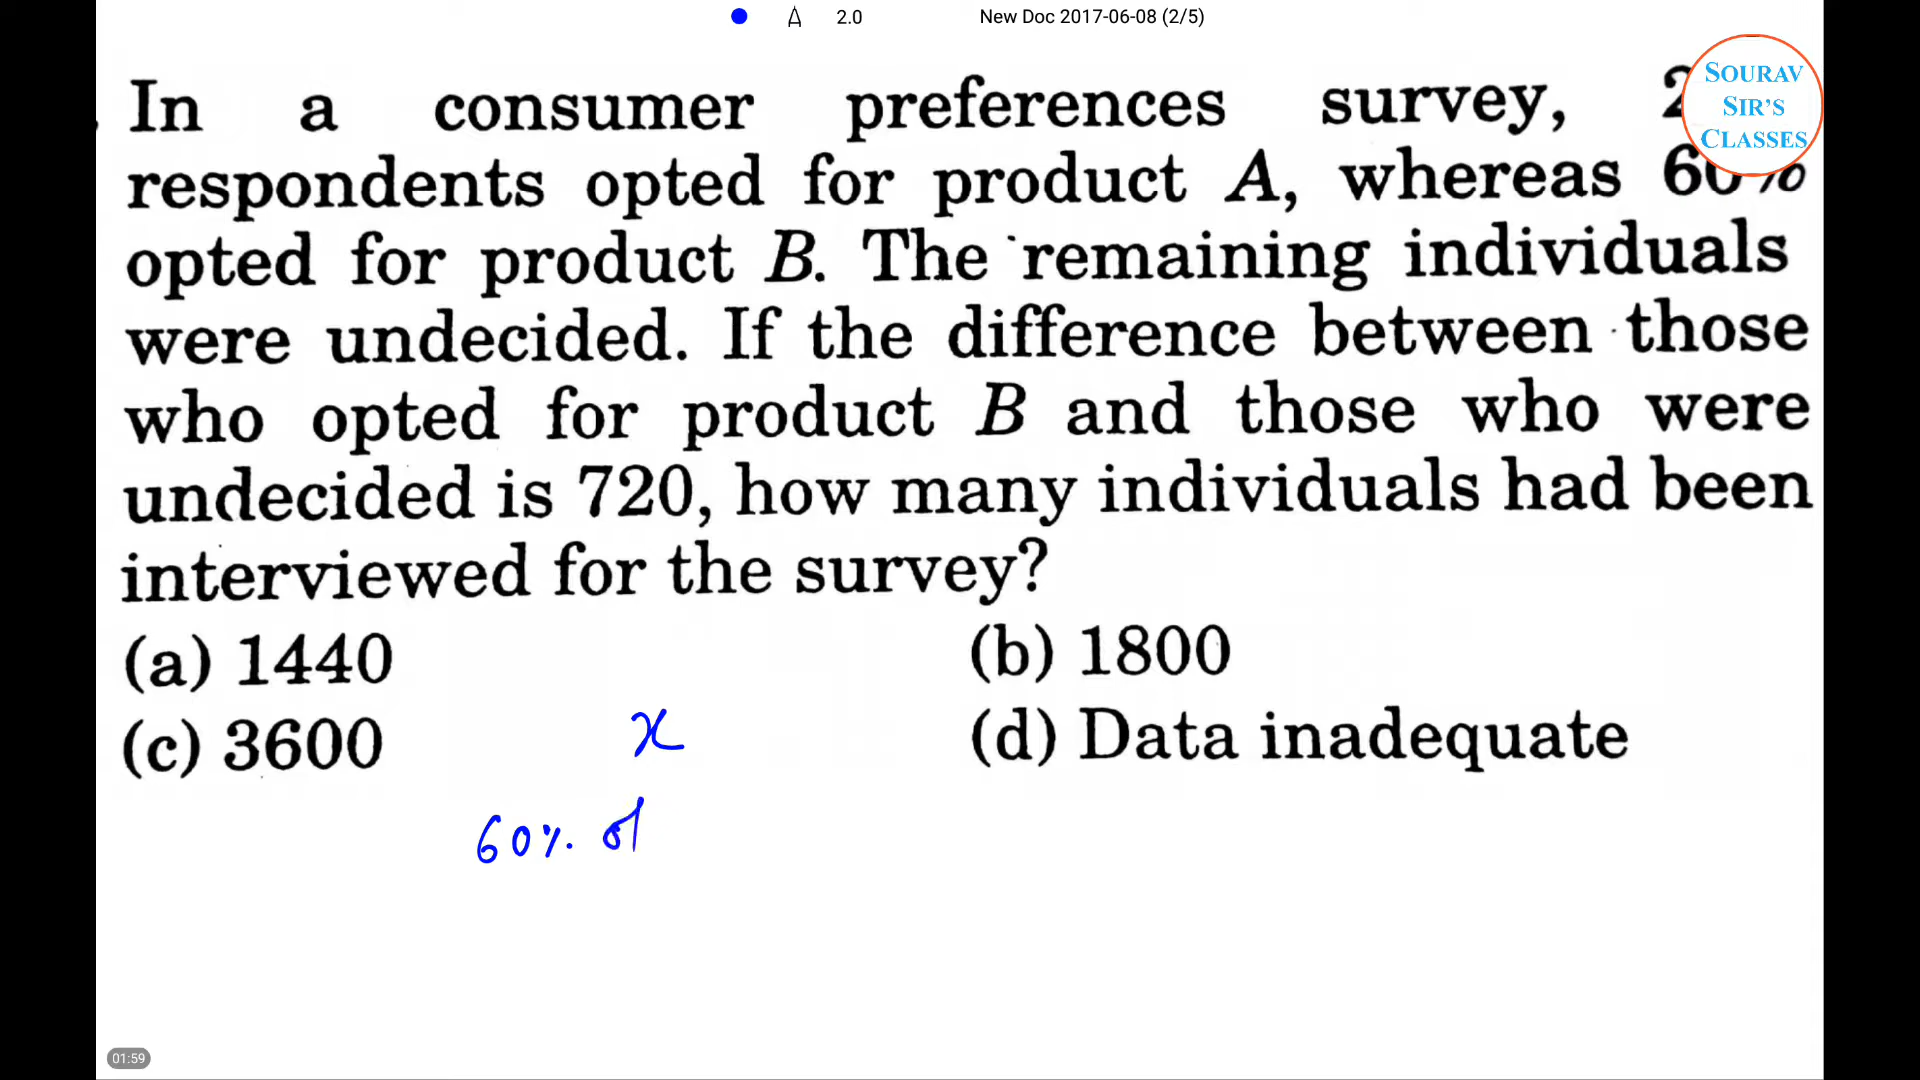 A 2.0 New Doc 2017-06-08 (2/5)
In a consumer preferences survey,
respondents opted for product A, whereas 60%
opted for product B. The remaining individuals
were undecided. If the difference between those
who opted for product B and those who were
undecided is 720, how many individuals had been
interviewed for the survey?
(a) 1440 (b) 1800
(c) 3600 (d) Data inadequate
x
60% of
SOURAV
SIR'S
CLASSES
01:59